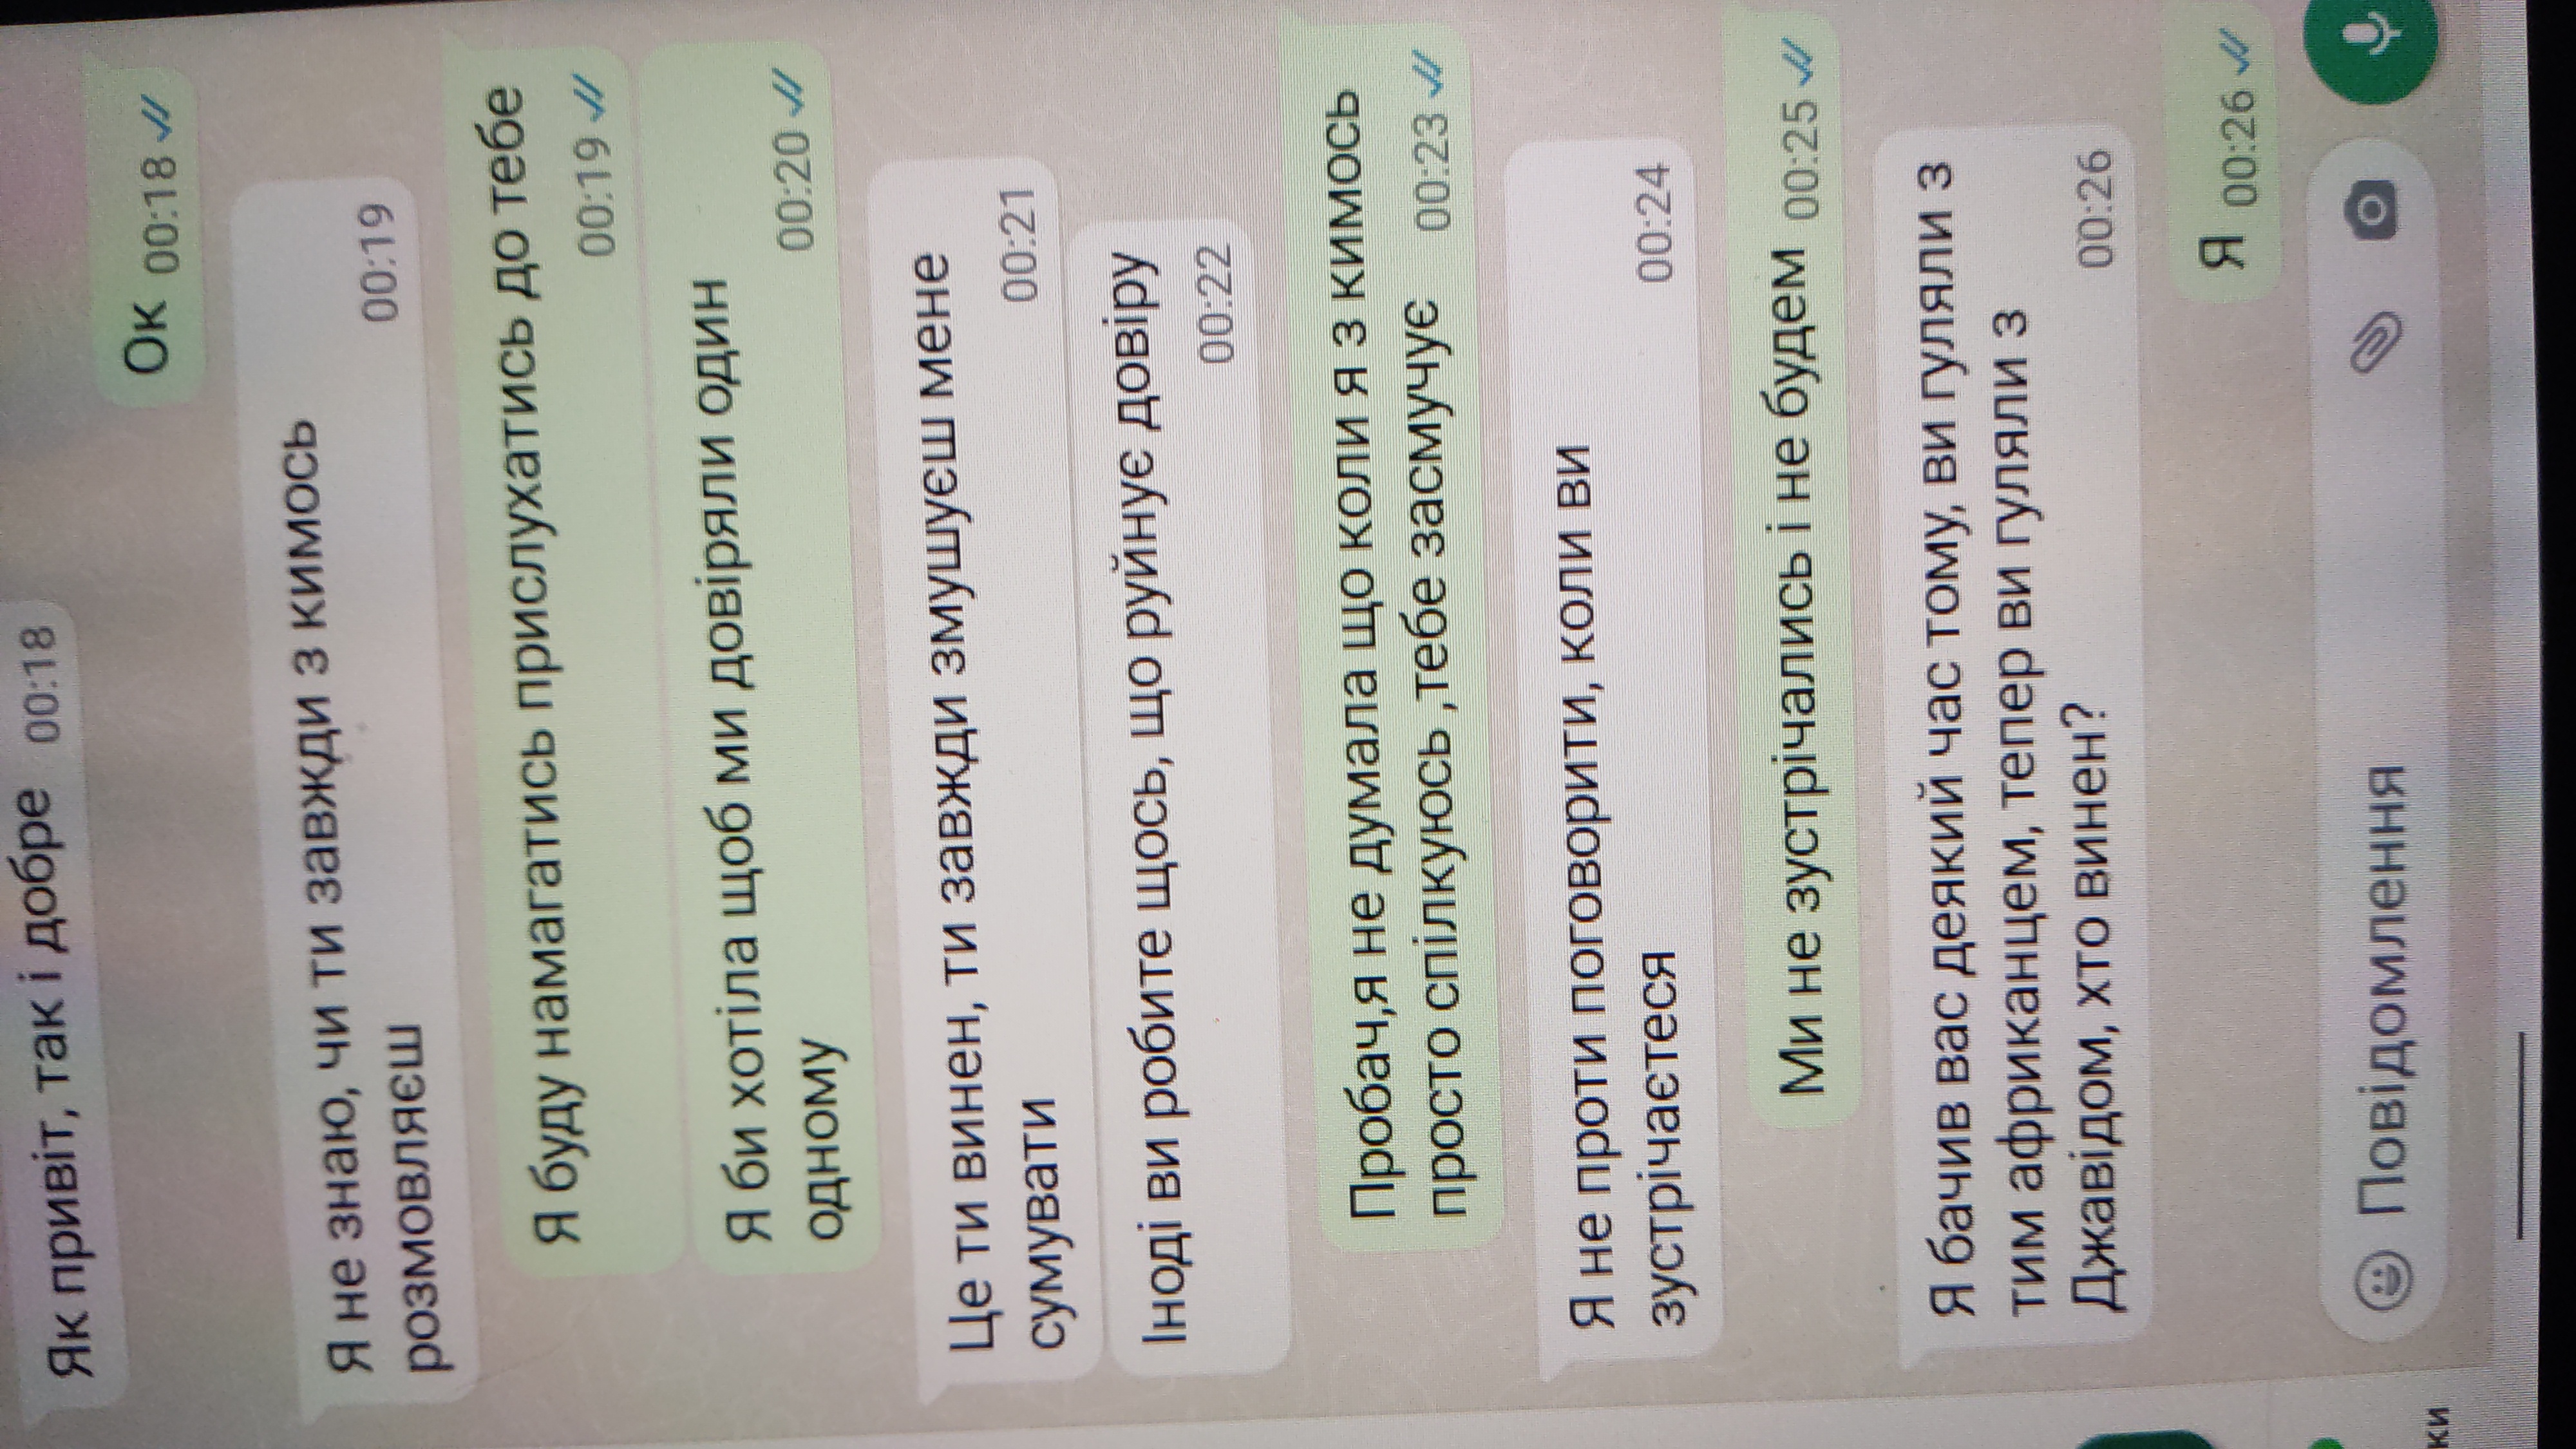 Як привіт, так і добре 00:18
Ок 00:18
Я не знаю, чи ти завжди з кимось
розмовляєш 00:19
Я буду намагатись прислухатись до тебе
00:19
Я би хотіла щоб ми довіряли один
одному 00:20
Це ти винен, ти завжди змушуєш мене
сумувати 00:21
Іноді ви робите щось, що руйнує довіру
00:22
Пробач,я не думала що коли я з кимось
просто спілкуюсь ,тебе засмучує 00:23
Я не проти поговорити, коли ви
зустрічаєтеся 00:24
Ми не зустрічались і не будем 00:25
Я бачив вас деякий час тому, ви гуляли з
тим африканцем, тепер ви гуляли з
Джавідом, хто винен? 00:26
Я 00:26
Повідомлення
ки